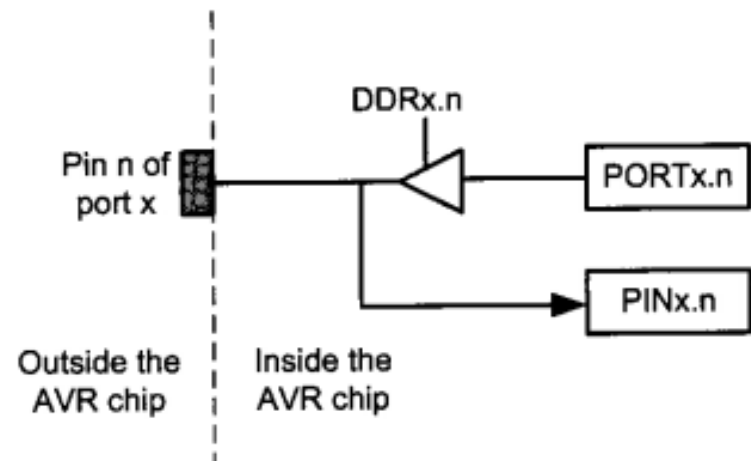 DDRx.n
Pin n of
port x
PORTx.n
PINx.n
Outside the
AVR chip
Inside the
AVR chip